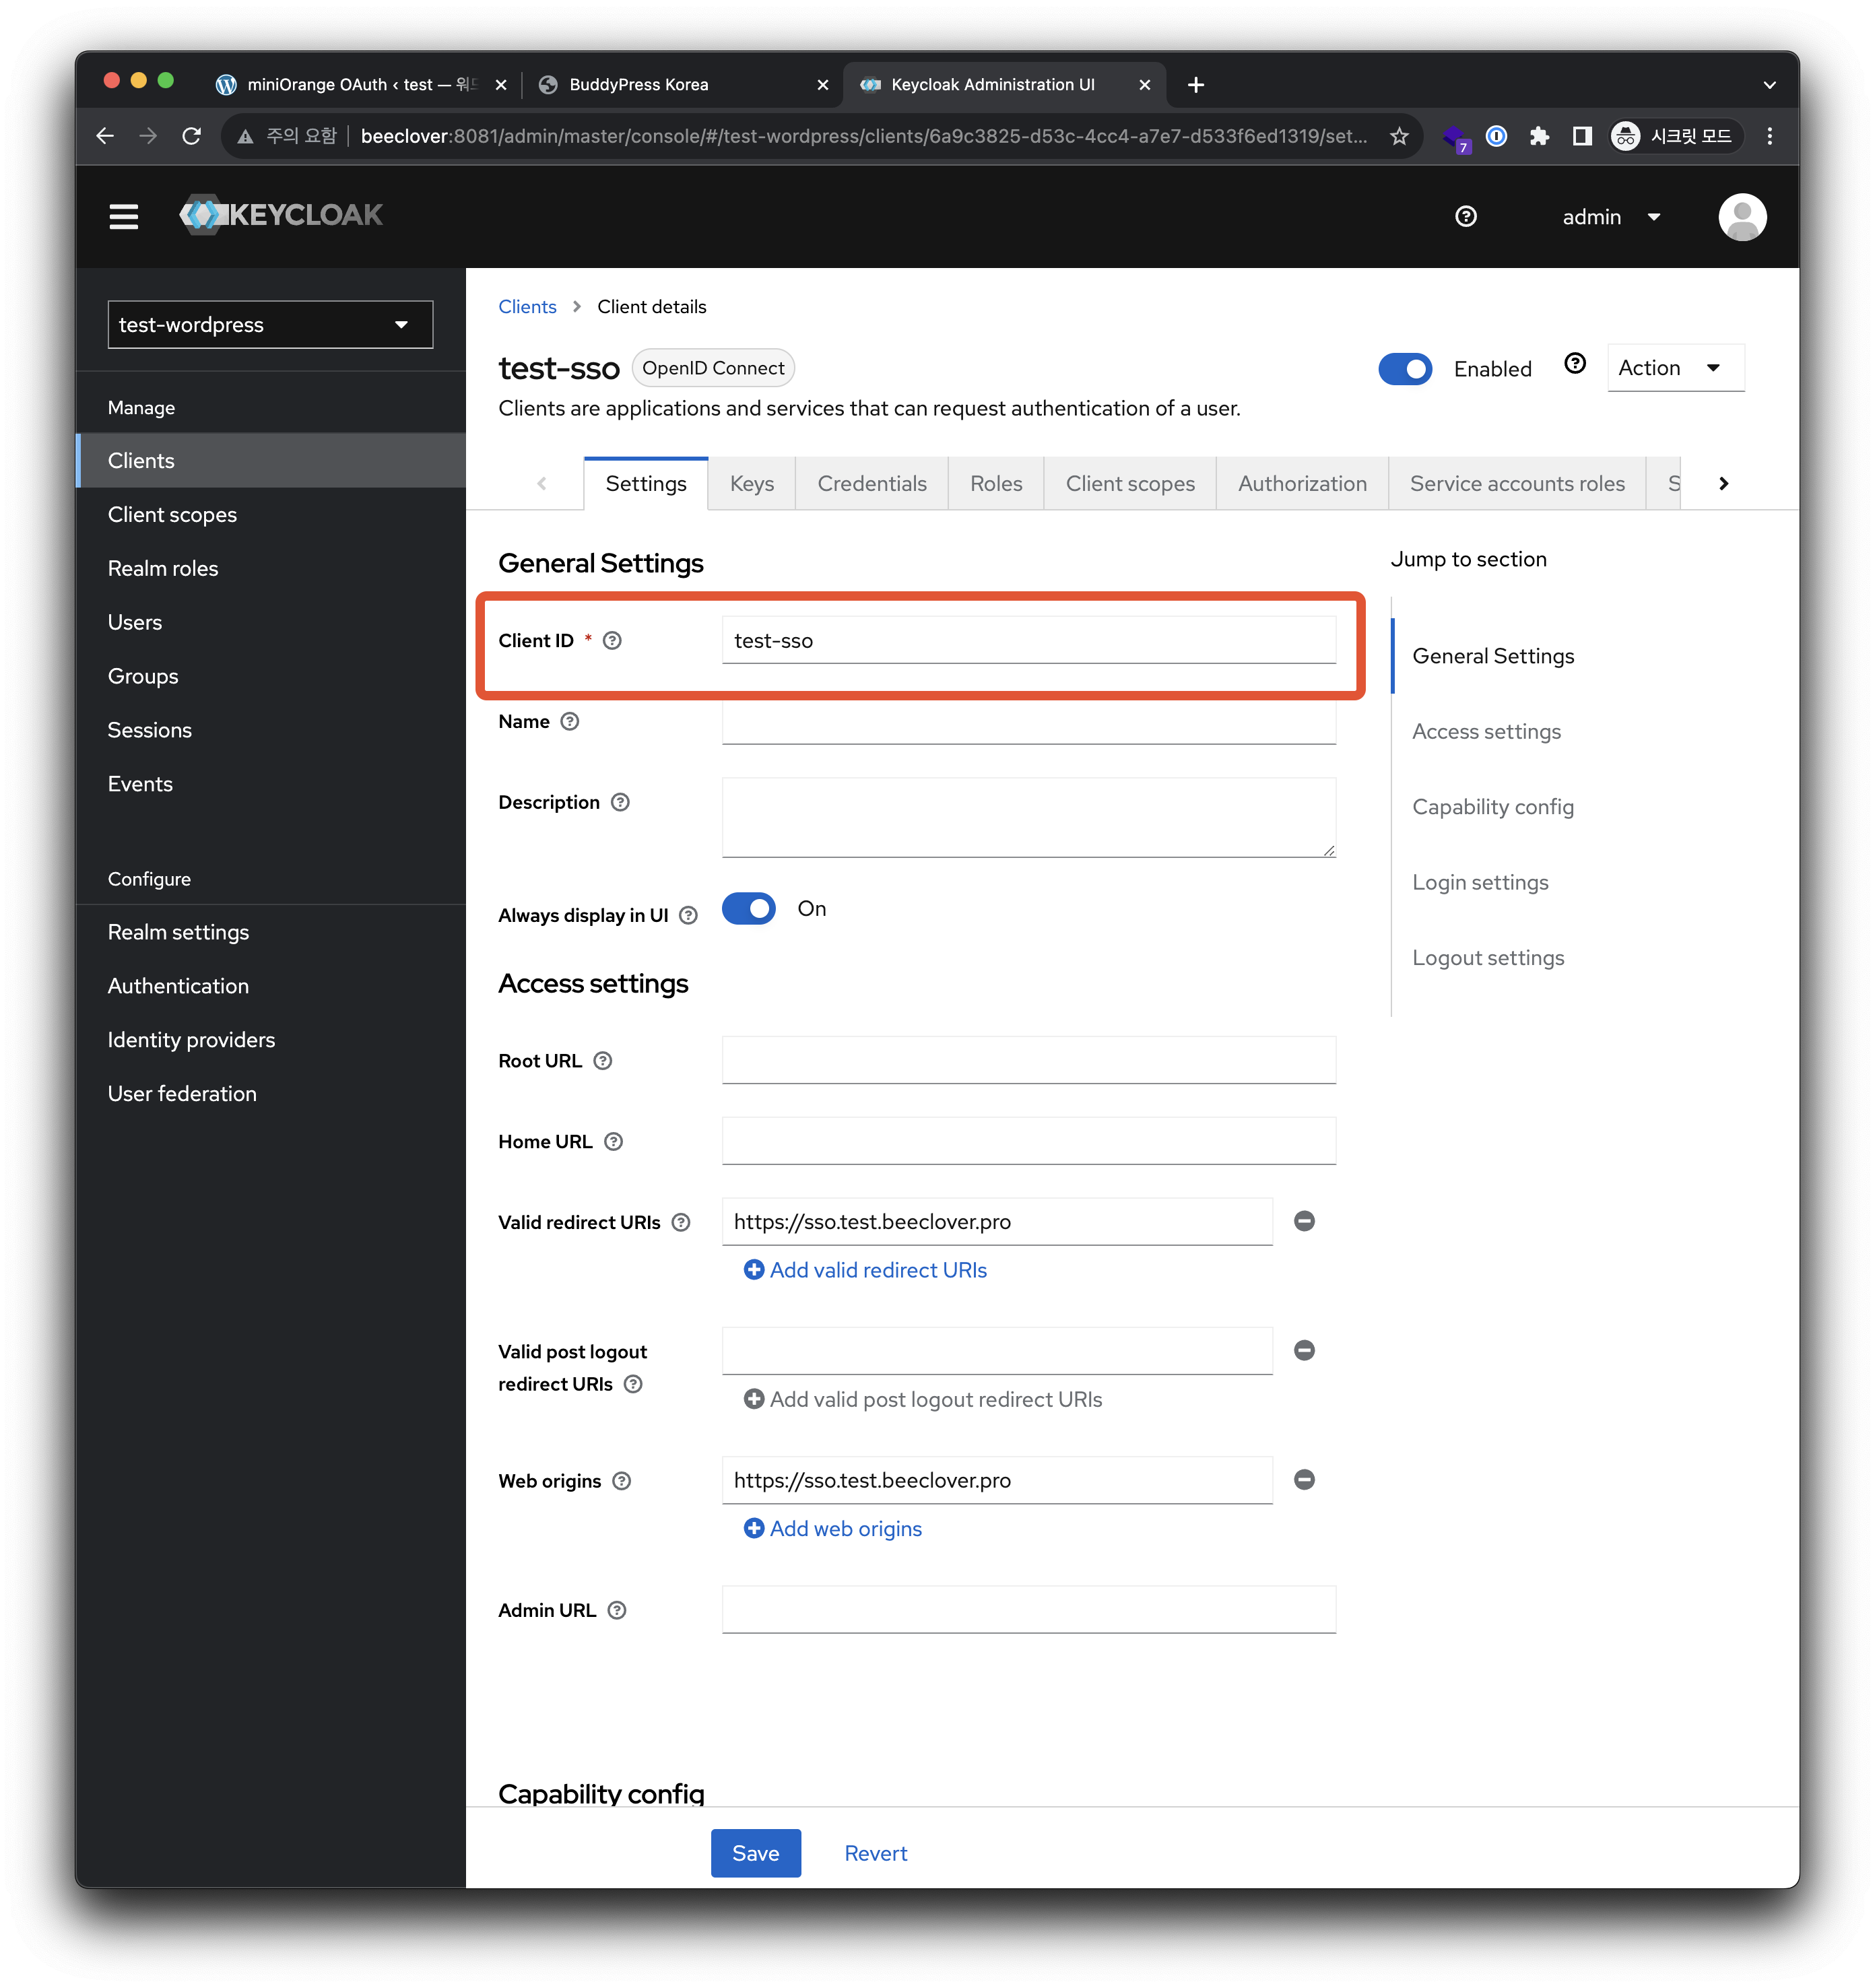 miniOrange OAuth ‹ test — 워드
BuddyPress Korea
Keycloak Administration UI
주의 요함
beeclover:8081/admin/master/console/#/test-wordpress/clients/6a9c3825-d53c-4cc4-a7e7-d533f6ed1319/set...
7
시크릿 모드
KEYCLOAK
admin
test-wordpress
Manage
Clients
Client scopes
Realm roles
Users
Groups
Sessions
Events
Configure
Realm settings
Authentication
Identity providers
User federation
Clients
Client details
test-sso
OpenID Connect
Enabled
Action
Clients are applications and services that can request authentication of a user.
Settings
Keys
Credentials
Roles
Client scopes
Authorization
Service accounts roles
S
General Settings
Client ID *
test-sso
Name
Description
Always display in UI
On
Access settings
Root URL
Home URL
Valid redirect URIs
https://sso.test.beeclover.pro
Add valid redirect URIs
Valid post logout
redirect URIs
Add valid post logout redirect URIs
Web origins
https://sso.test.beeclover.pro
Add web origins
Admin URL
Capability config
Save
Revert
Jump to section
General Settings
Access settings
Capability config
Login settings
Logout settings